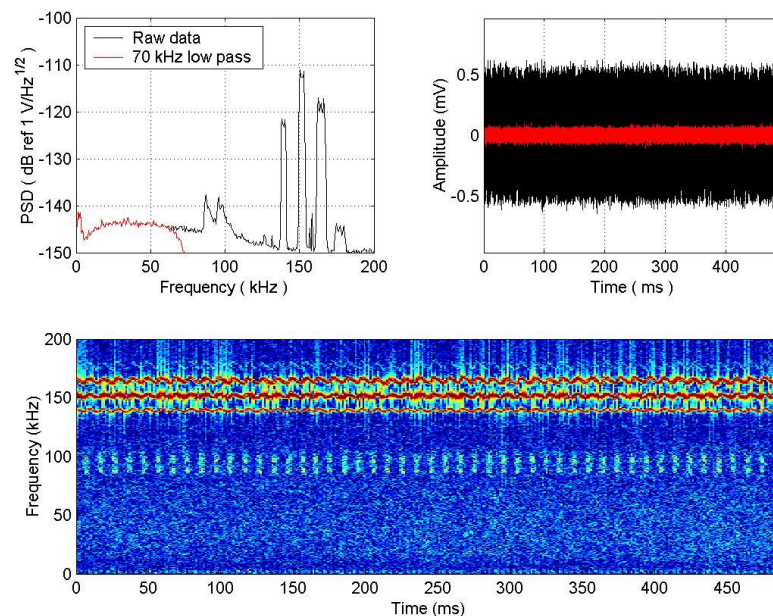 -100
-110
-120
-130
-140
-150
PSD ( dB ref 1 V/Hz^1/2 )
Raw data
70 kHz low pass
0 50 100 150 200
Frequency ( kHz )
0.5
0
-0.5
Amplitude (mV)
0 100 200 300 400
Time ( ms )
200
150
100
50
0
Frequency (kHz)
0 50 100 150 200 250 300 350 400 450
Time (ms)